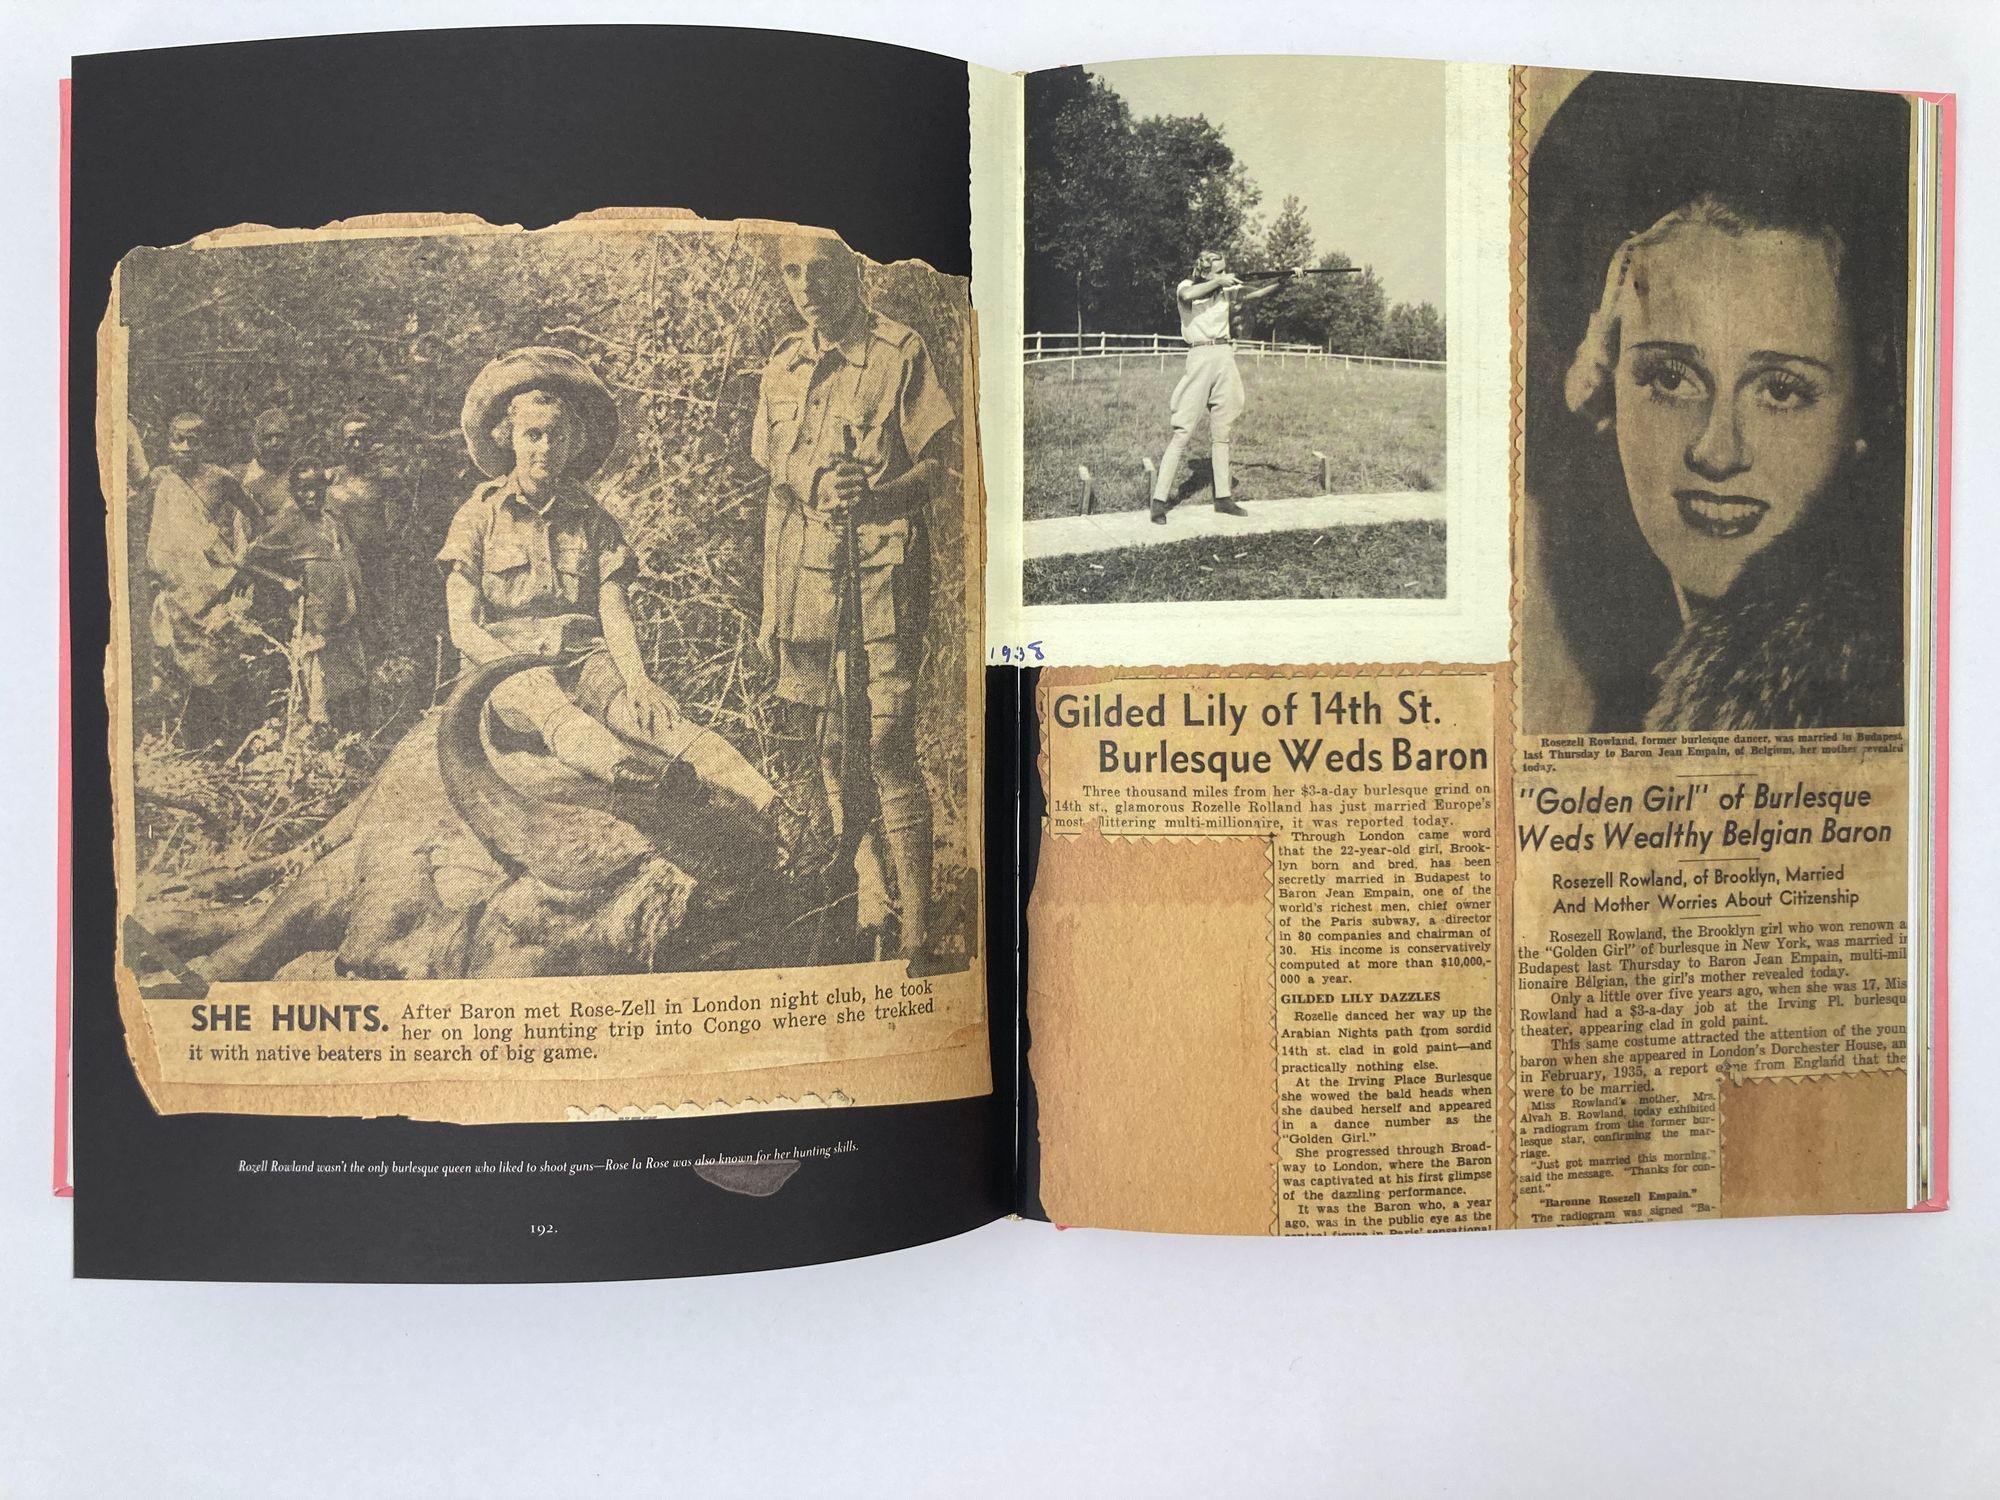 SHE HUNTS. After Baron met Rose-Zell in London night club, he took
her on long hunting trip into Congo where she trekked
it with native beaters in search of big game.
Rozell Rowland wasn't the only burlesque queen who liked to shoot guns—Rose la Rose was also known for her hunting skills.
192.
1938
Gilded Lily of 14th St.
Burlesque Weds Baron
Three thousand miles from her $3-a-day burlesque grind on
14th st., glamorous Rozelle Rolland has just married Europe's
most glittering multi-millionaire, it was reported today.
Through London came word
that the 22-year-old girl, Brook-
lyn born and bred, has been
secretly married in Budapest to
Baron Jean Empain, one of the
world's richest men, chief owner
of the Paris subway, a director
in 80 companies and chairman of
30. His income is conservatively
computed at more than $10,000,-
000 a year.
GILDED LILY DAZZLES
Rozelle danced her way up the
Arabian Nights path from sordid
14th st. clad in gold paint—and
practically nothing else.
At the Irving Place Burlesque
she wowed the bald heads when
she daubed herself and appeared
in a dance number as the
"Golden Girl."
She progressed through Broad-
way to London, where the Baron
was captivated at his first glimpse
of the dazzling performance.
It was the Baron who, a year
ago, was in the public eye as the
central figure in Paris' sensational
Rosezell Rowland, former burlesque dancer, was married in Budapest
last Thursday to Baron Jean Empain, of Belgium, her mother revealed
today.
"Golden Girl" of Burlesque
Weds Wealthy Belgian Baron
Rosezell Rowland, of Brooklyn, Married
And Mother Worries About Citizenship
Rosezell Rowland, the Brooklyn girl who won renown a
the "Golden Girl" of burlesque in New York, was married in
Budapest last Thursday to Baron Jean Empain, multi-mil
lionaire Belgian, the girl's mother revealed today.
Only a little over five years ago, when she was 17, Mis
Rowland had a $3-a-day job at the Irving Pl. burlesqu
theater, appearing clad in gold paint.
This same costume attracted the attention of the youn
baron when she appeared in London's Dorchester House, an
in February, 1935, a report came from England that the
were to be married.
Miss Rowland's mother, Mrs.
Alvah B. Rowland, today exhibited
a radiogram from the former bur-
lesque star, confirming the mar-
riage.
"Just got married this morning,"
said the message. "Thanks for con-
sent."
"Baronne Rosezell Empain."
The radiogram was signed "Ba-